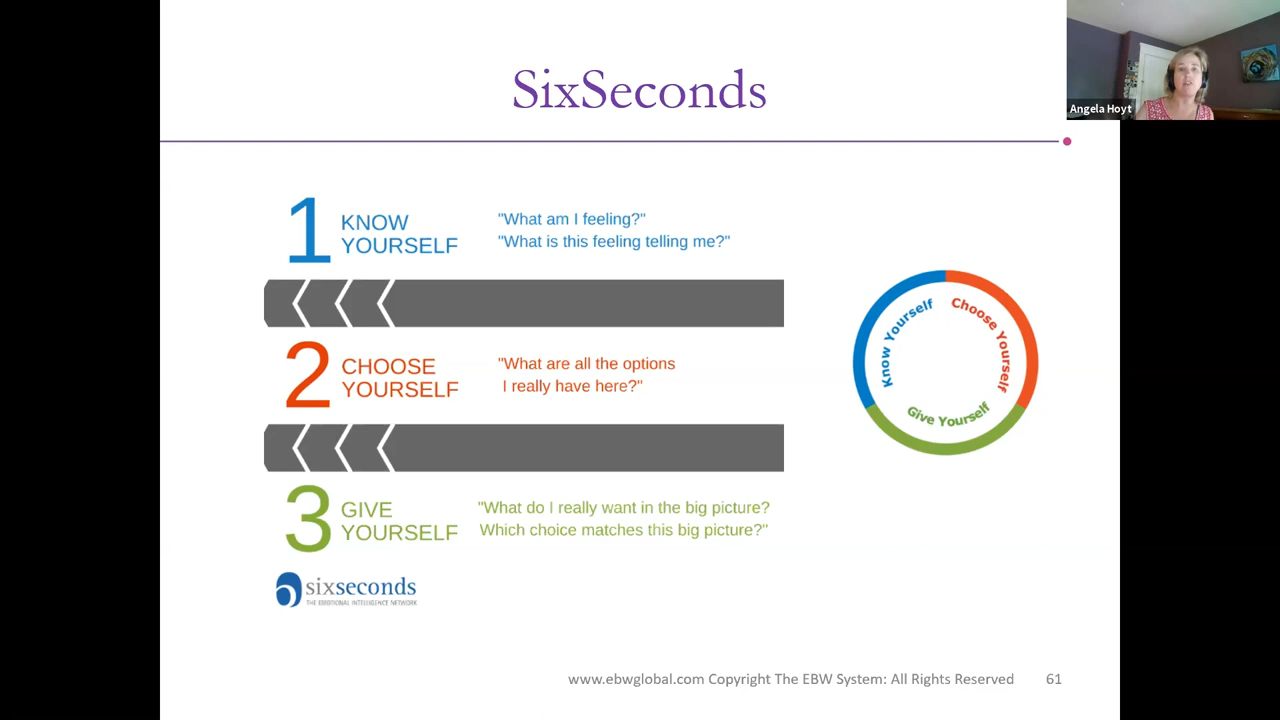 SixSeconds
Angela Hoyt
1 KNOW
YOURSELF
"What am I feeling?"
"What is this feeling telling me?"
2 CHOOSE
YOURSELF
"What are all the options
I really have here?"
3 GIVE
YOURSELF
"What do I really want in the big picture?
Which choice matches this big picture?"
Know Yourself
Choose Yourself
Give Yourself
sixseconds
THE EMOTIONAL INTELLIGENCE NETWORK
www.ebwglobal.com Copyright The EBW System: All Rights Reserved 61